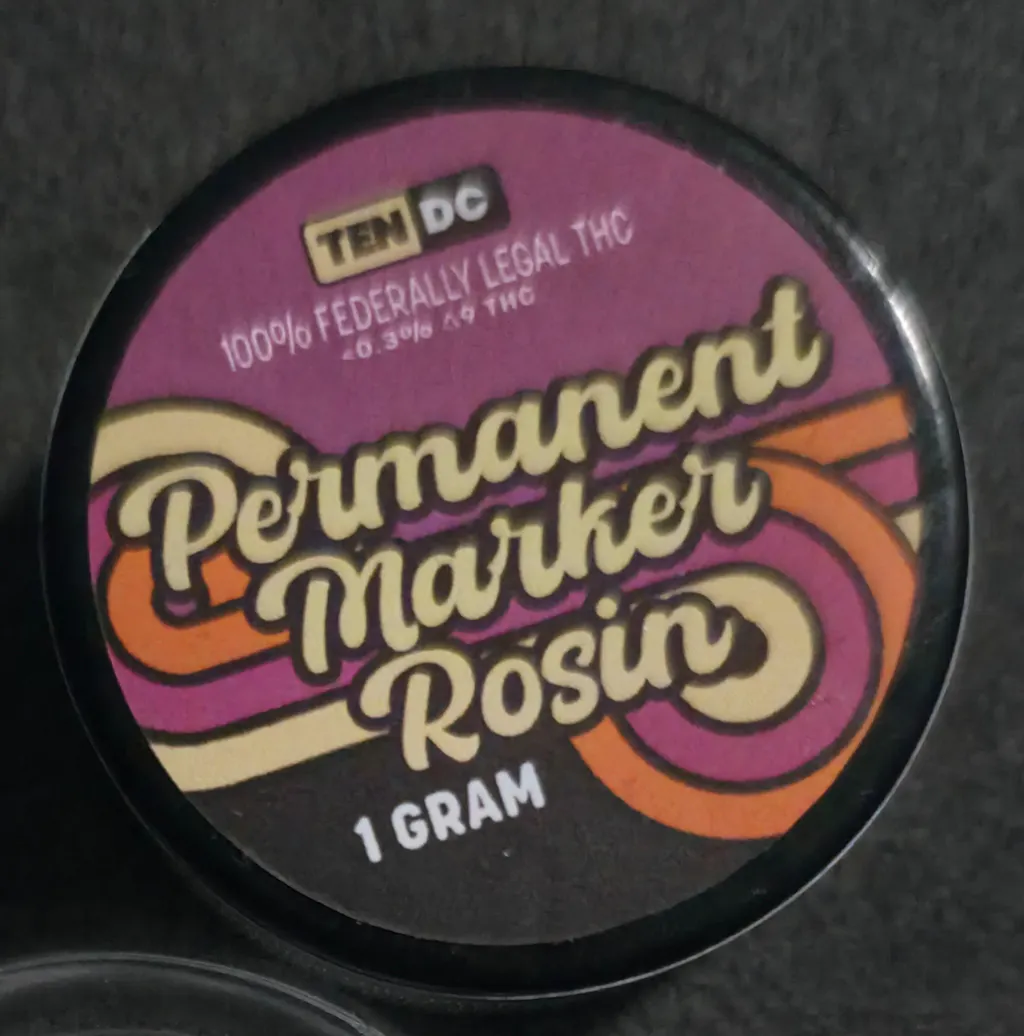 TEN DC
100% FEDERALLY LEGAL THC
<0.3% Δ9 THC
Permanent
Marker
Rosin
1 GRAM